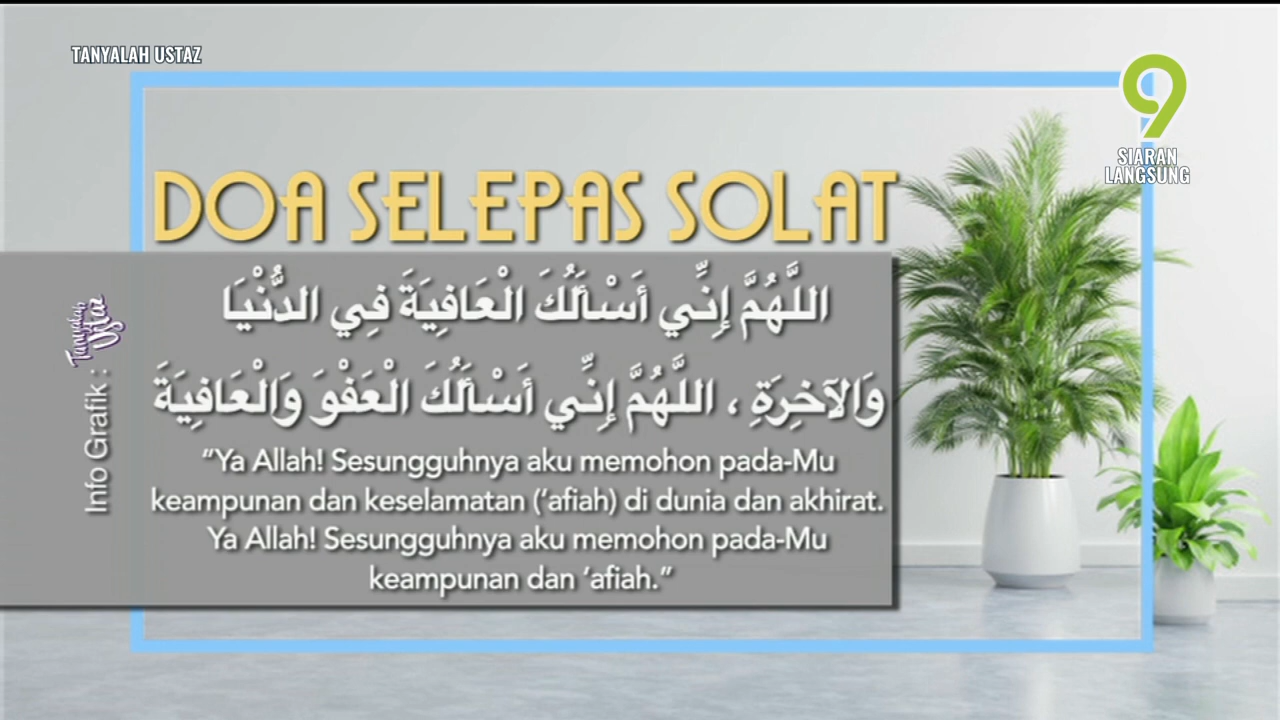 TANYALAH USTAZ
9
SIARAN
LANGSUNG
DOA SELEPAS SOLAT
اللَّهُمَّ إِنِّي أَسْأَلُكَ الْعَافِيَةَ فِي الدُّنْيَا
وَالآخِرَةِ ، اللَّهُمَّ إِنِّي أَسْأَلُكَ الْعَفْوَ وَالْعَافِيَةَ
“Ya Allah! Sesungguhnya aku memohon pada-Mu
keampunan dan keselamatan (‘afiah) di dunia dan akhirat.
Ya Allah! Sesungguhnya aku memohon pada-Mu
keampunan dan ‘afiah.”
Info Grafik : Tanyalah Ustaz